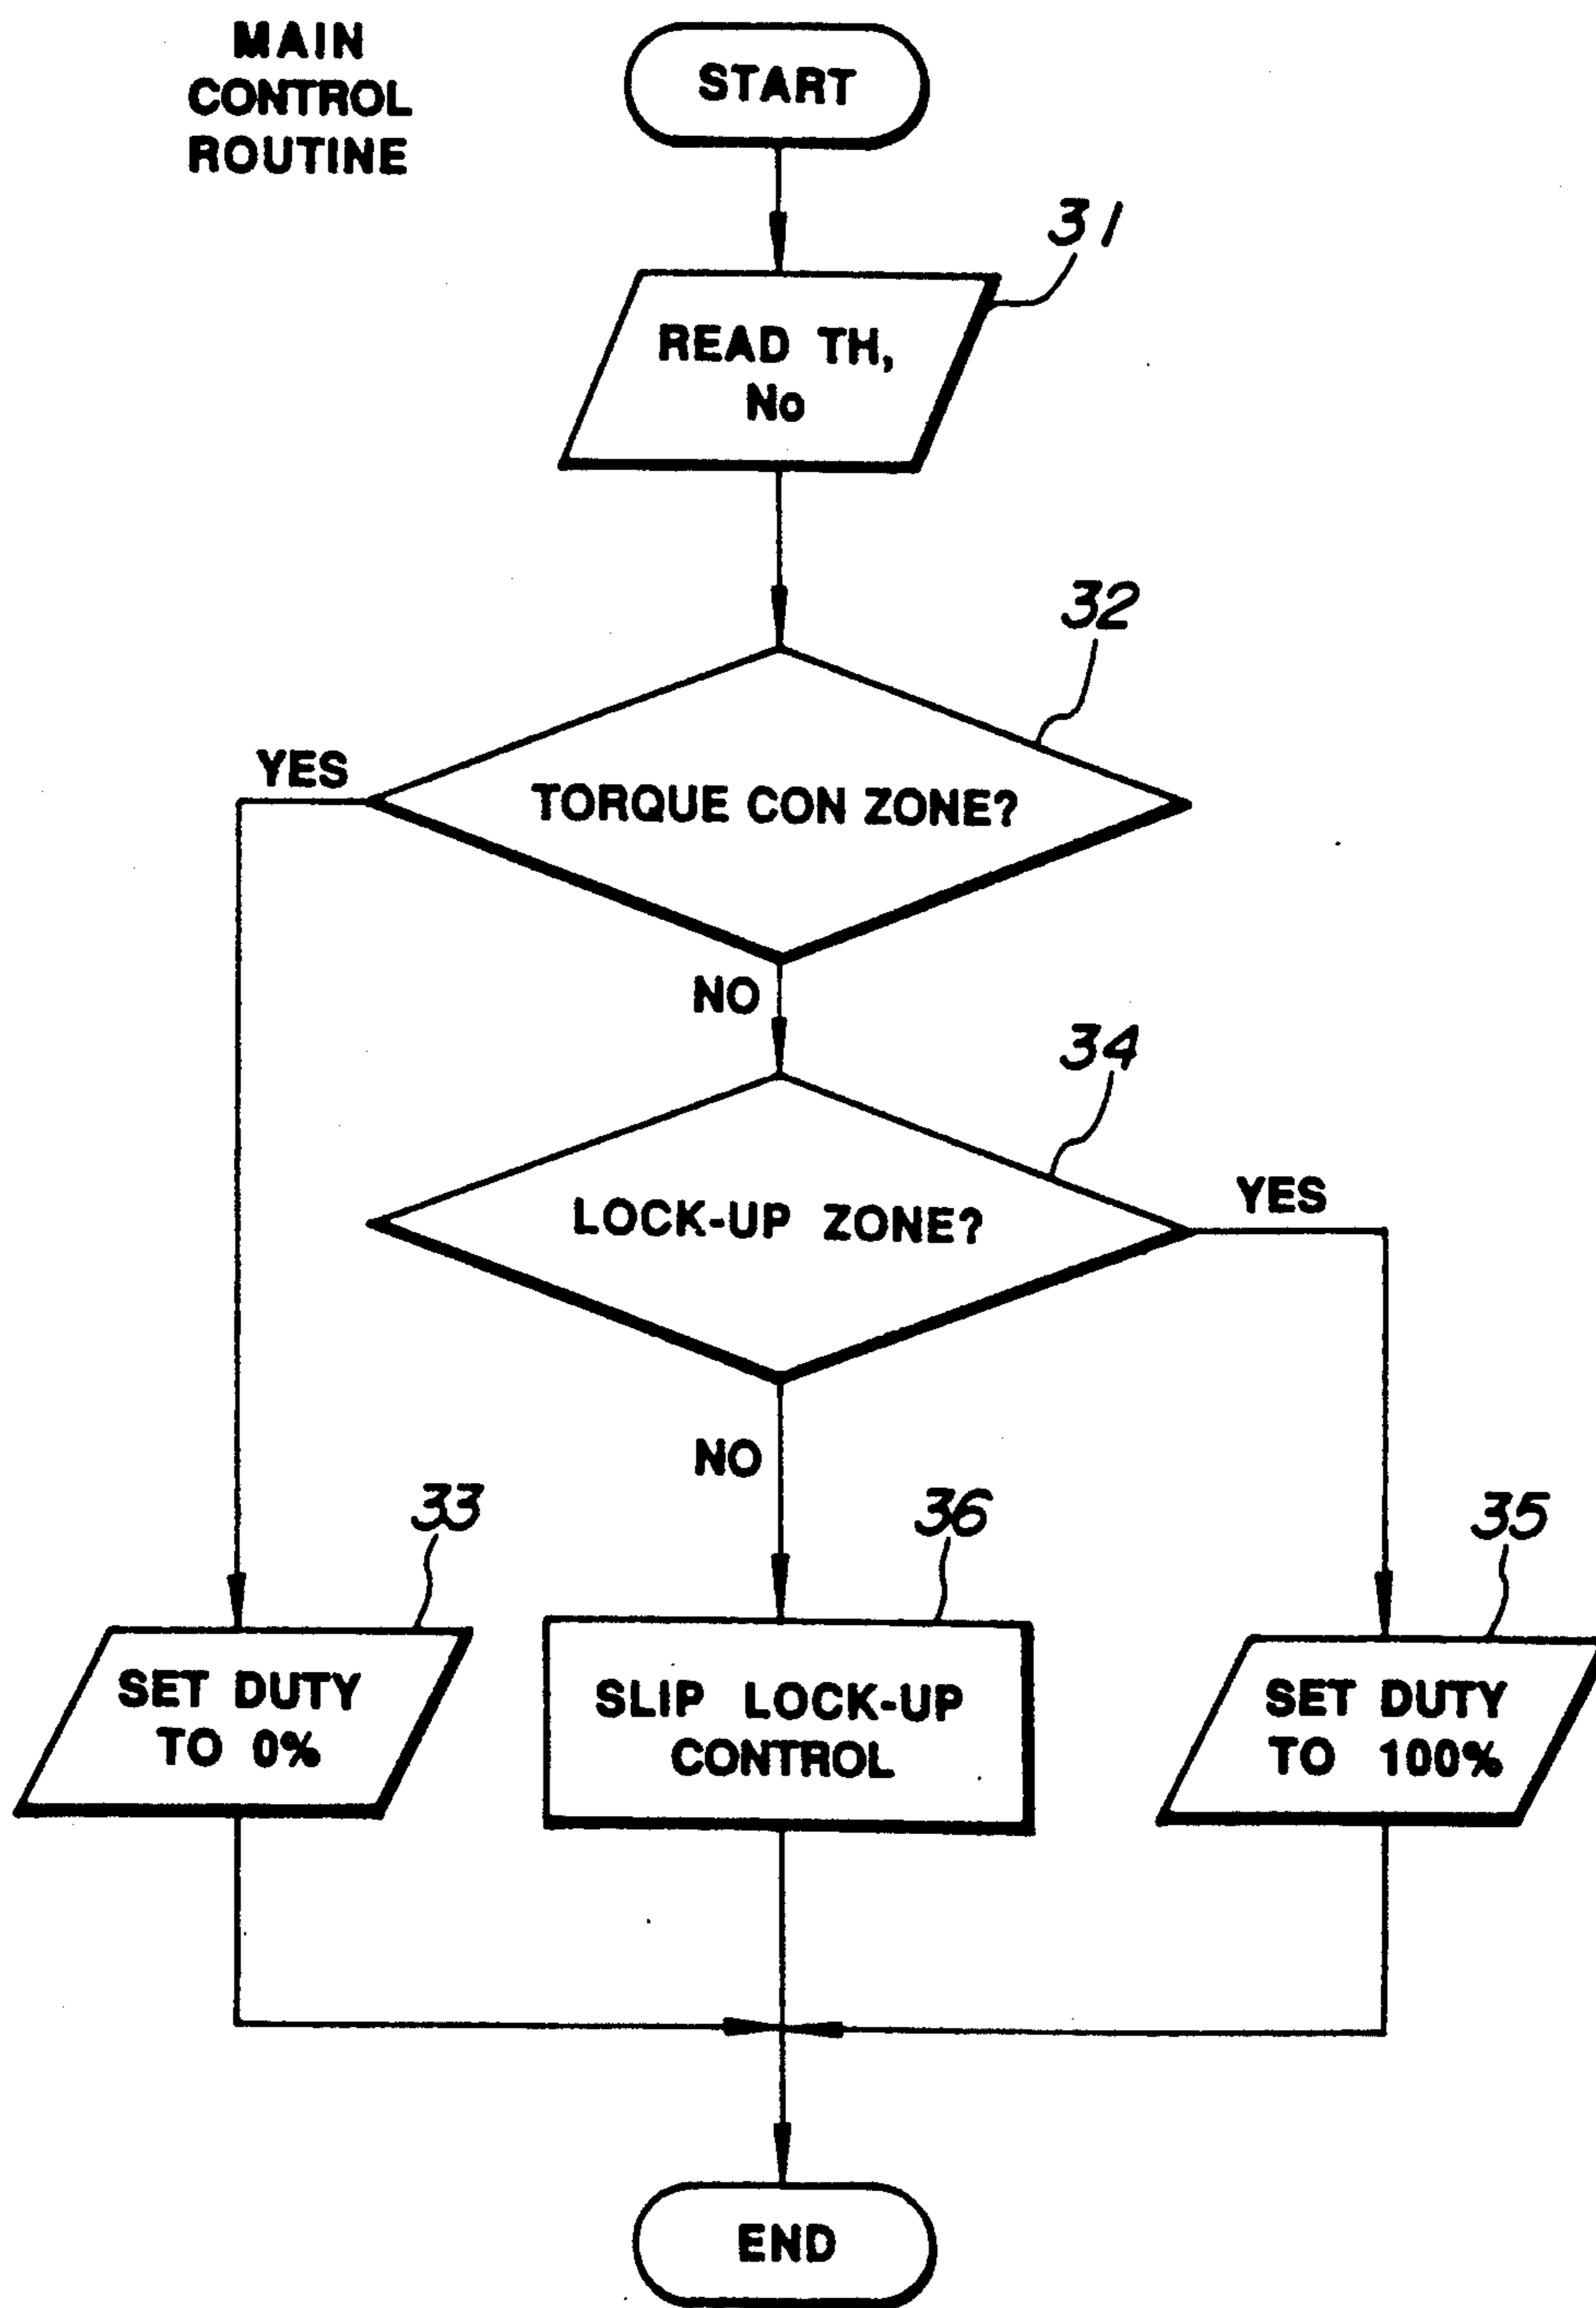 MAIN
CONTROL
ROUTINE
START
31
READ TH,
No
32
YES
TORQUE CON ZONE?
NO
34
LOCK-UP ZONE?
YES
NO
33
36
35
SET DUTY
TO 0%
SLIP LOCK-UP
CONTROL
SET DUTY
TO 100%
END